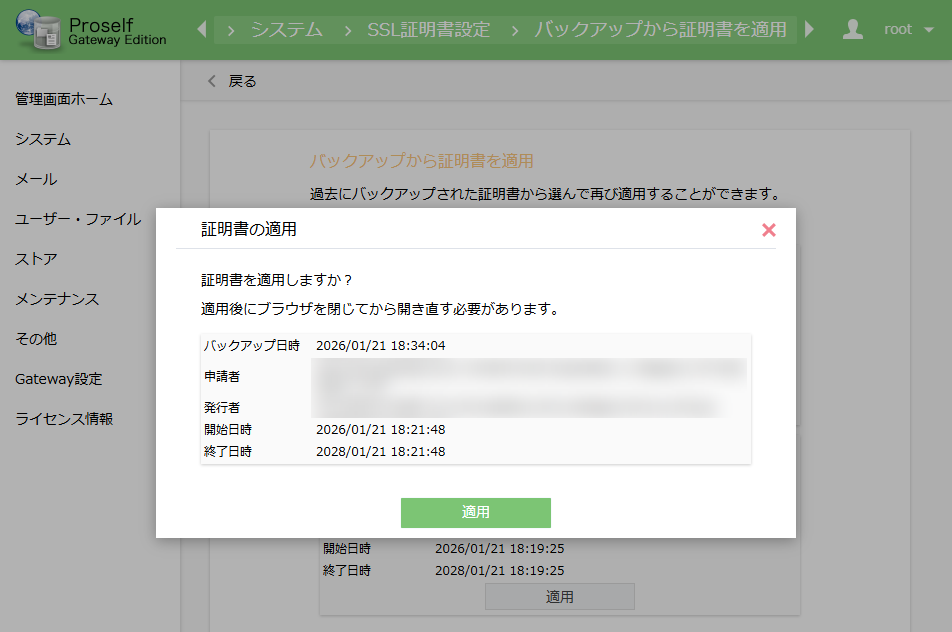 Proself
Gateway Edition
> システム > SSL証明書設定 > バックアップから証明書を適用
root
戻る
管理画面ホーム
システム
メール
ユーザー・ファイル
ストア
メンテナンス
その他
Gateway設定
ライセンス情報
バックアップから証明書を適用
過去にバックアップされた証明書から選んで再び適用することができます。
証明書の適用
証明書を適用しますか?
適用後にブラウザを閉じてから開き直す必要があります。
バックアップ日時 2026/01/21 18:34:04
申請者
発行者
開始日時 2026/01/21 18:21:48
終了日時 2028/01/21 18:21:48
適用
開始日時 2026/01/21 18:19:25
終了日時 2028/01/21 18:19:25
適用